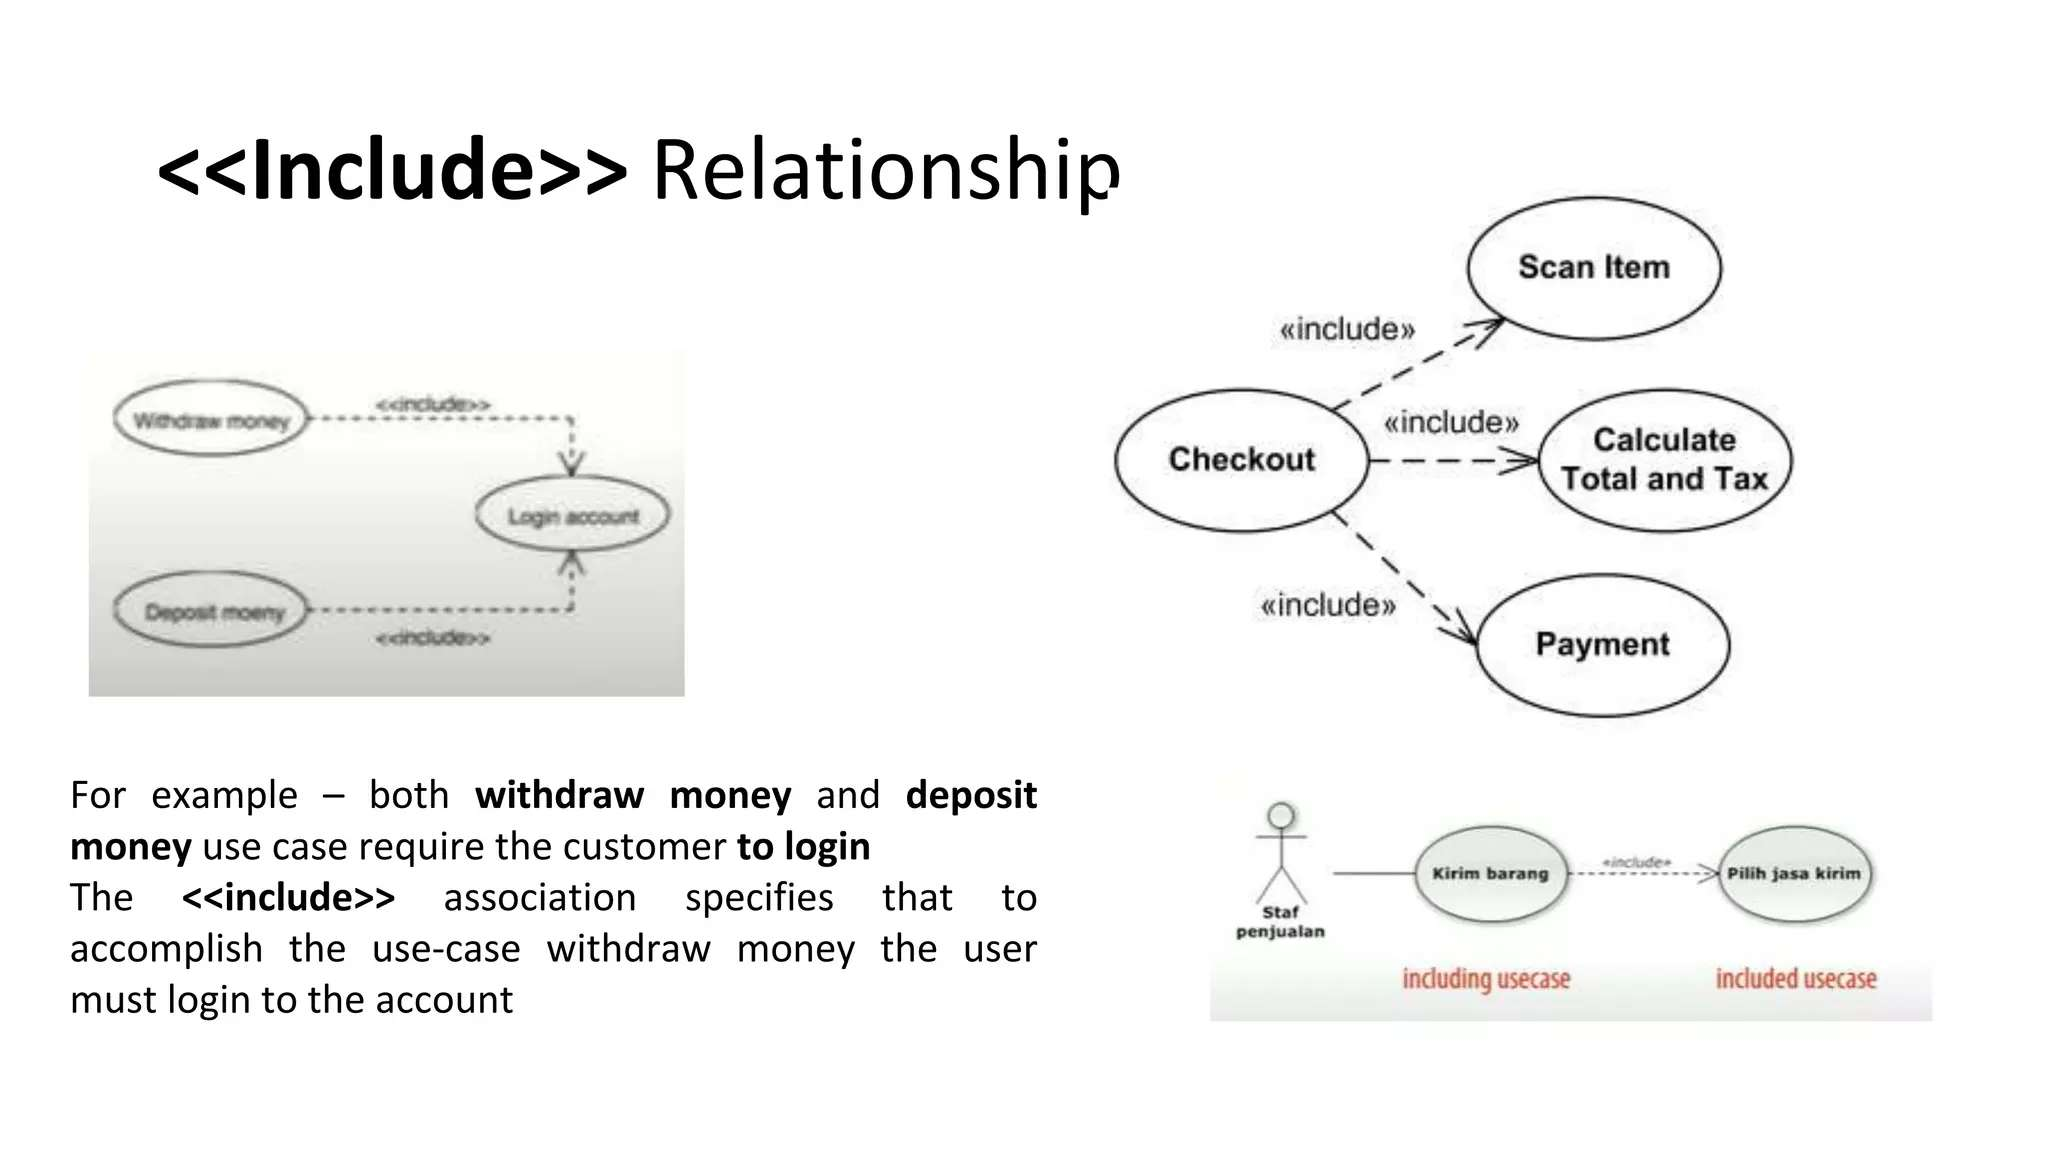 <<Include>> Relationship
Withdraw money
<<include>>
Login account
Deposit moeny
<<include>>
Scan Item
«include»
«include»
Checkout
Calculate
Total and Tax
«include»
Payment
For example – both withdraw money and deposit
money use case require the customer to login
The <<include>> association specifies that to
accomplish the use-case withdraw money the user
must login to the account
Kirim barang
«include»
Pilih jasa kirim
Staf
penjualan
including usecase
included usecase